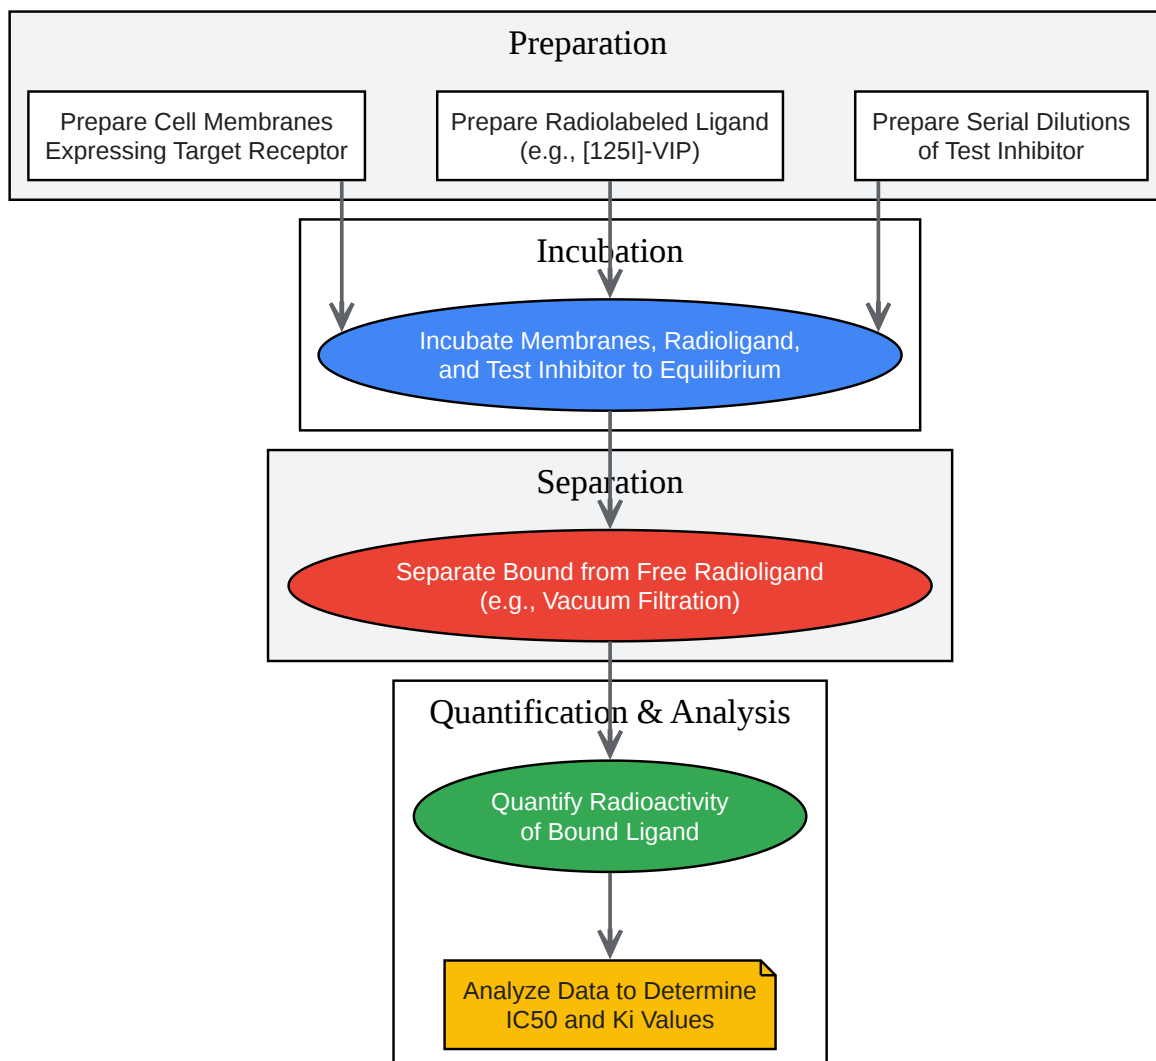 Preparation
Prepare Cell Membranes
Expressing Target Receptor
Prepare Radiolabeled Ligand
(e.g., [125I]-VIP)
Prepare Serial Dilutions
of Test Inhibitor
Incubation
Incubate Membranes, Radioligand,
and Test Inhibitor to Equilibrium
Separation
Separate Bound from Free Radioligand
(e.g., Vacuum Filtration)
Quantification & Analysis
Quantify Radioactivity
of Bound Ligand
Analyze Data to Determine
IC50 and Ki Values